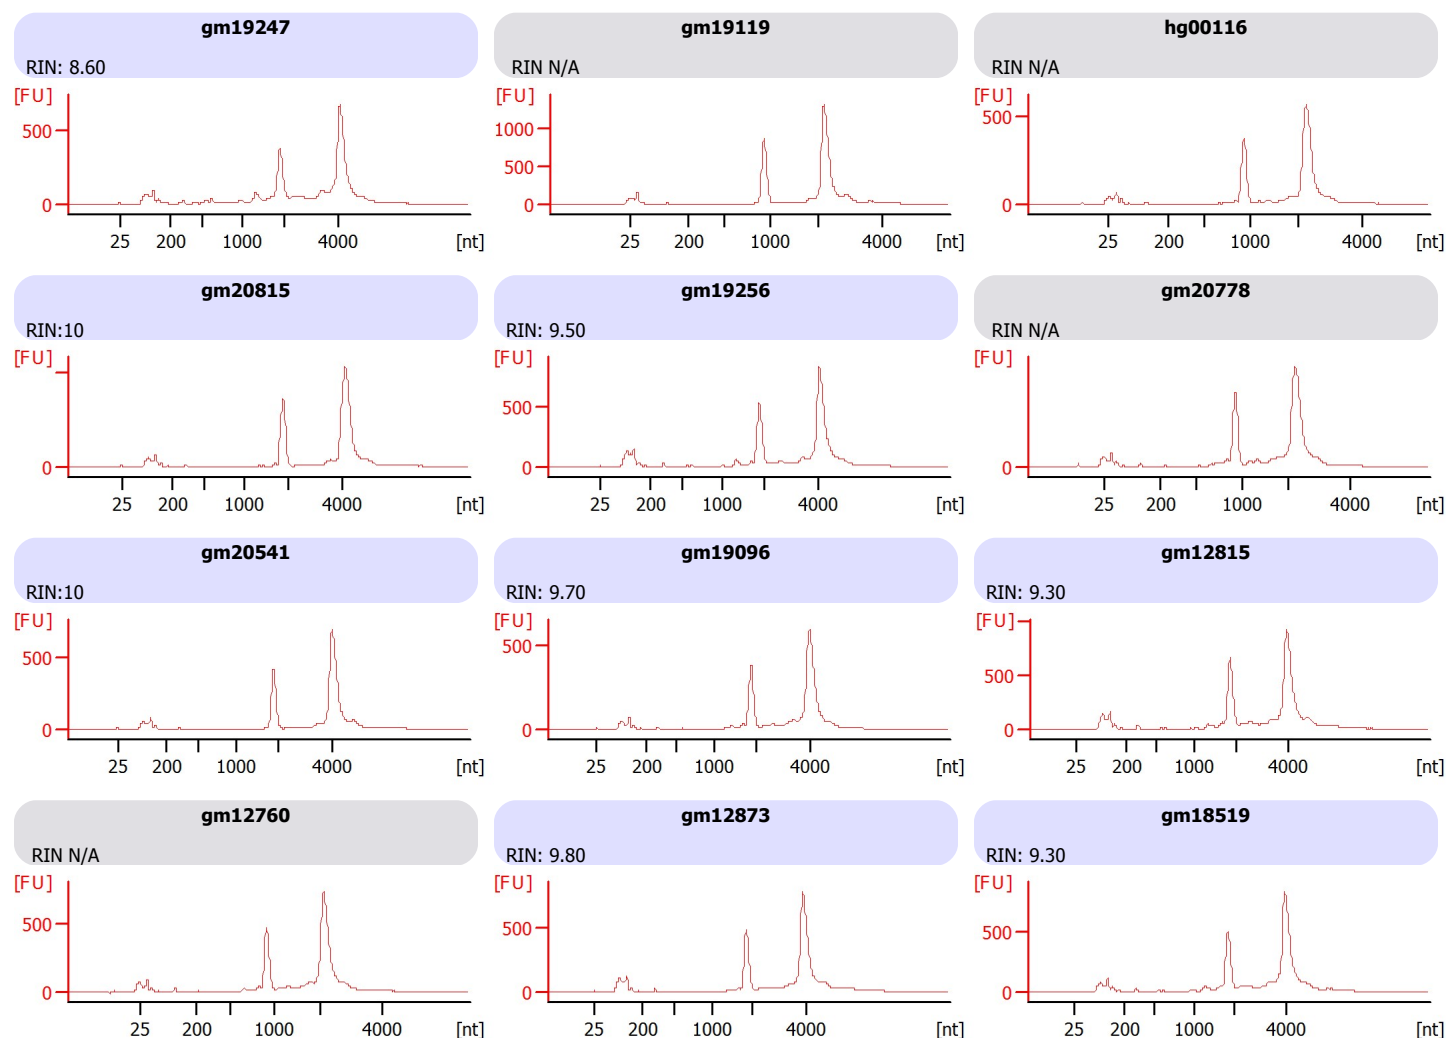 gm19247
RIN: 8.60
[FU]
500
0
25 200 1000 4000 [nt]
gm19119
RIN N/A
[FU]
1000
500
0
25 200 1000 4000 [nt]
hg00116
RIN N/A
[FU]
500
0
25 200 1000 4000 [nt]
gm20815
RIN:10
[FU]
0
25 200 1000 4000 [nt]
gm19256
RIN: 9.50
[FU]
500
0
25 200 1000 4000 [nt]
gm20778
RIN N/A
[FU]
0
25 200 1000 4000 [nt]
gm20541
RIN:10
[FU]
500
0
25 200 1000 4000 [nt]
gm19096
RIN: 9.70
[FU]
500
0
25 200 1000 4000 [nt]
gm12815
RIN: 9.30
[FU]
500
0
25 200 1000 4000 [nt]
gm12760
RIN N/A
[FU]
500
0
25 200 1000 4000 [nt]
gm12873
RIN: 9.80
[FU]
500
0
25 200 1000 4000 [nt]
gm18519
RIN: 9.30
[FU]
500
0
25 200 1000 4000 [nt]